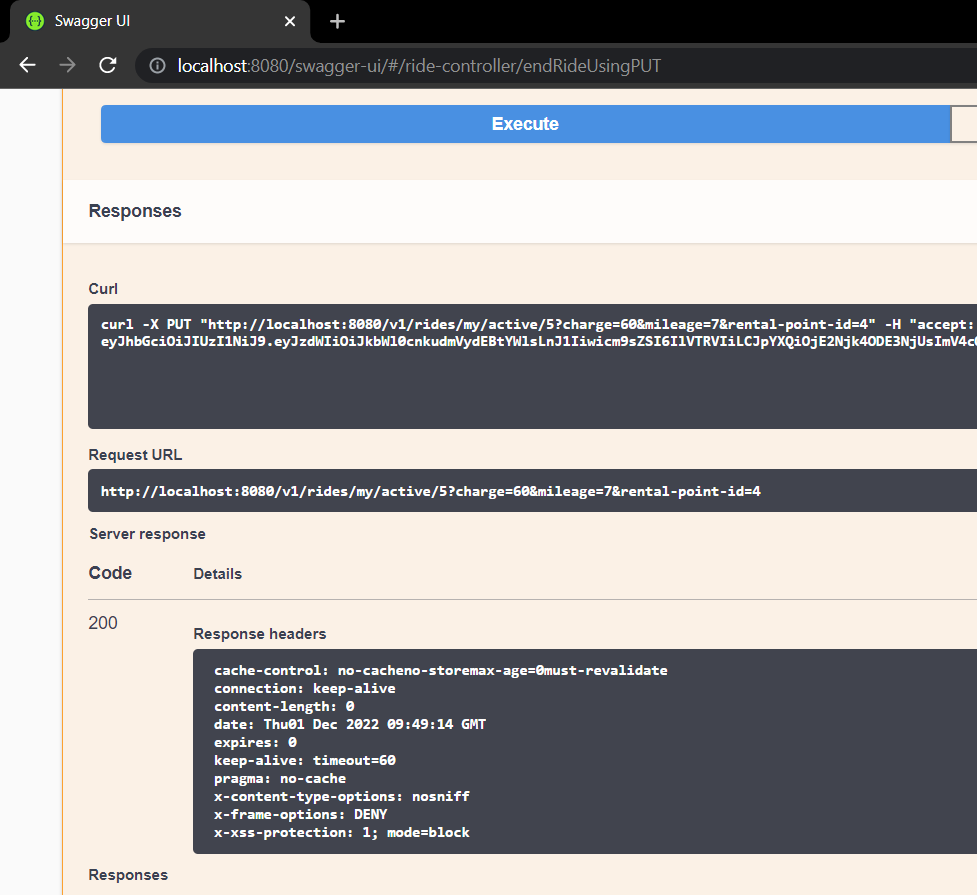 Swagger UI
localhost:8080/swagger-ui/#/ride-controller/endRideUsingPUT
Execute
Responses
Curl
curl -X PUT "http://localhost:8080/v1/rides/my/active/5?charge=60&mileage=7&rental-point-id=4" -H "accept:
eyJhbGciOiJIUzI1NiJ9.eyJzdWIiOiJkbWl0cnkudmVydEBtYWlsLnJ1Iiwicm9sZSI6IlVTRVIiLCJpYXQiOjE2Njk4ODE3NjUsImV4c
Request URL
http://localhost:8080/v1/rides/my/active/5?charge=60&mileage=7&rental-point-id=4
Server response
Code Details
200
Response headers
cache-control: no-cacheno-storemax-age=0must-revalidate
connection: keep-alive
content-length: 0
date: Thu01 Dec 2022 09:49:14 GMT
expires: 0
keep-alive: timeout=60
pragma: no-cache
x-content-type-options: nosniff
x-frame-options: DENY
x-xss-protection: 1; mode=block
Responses